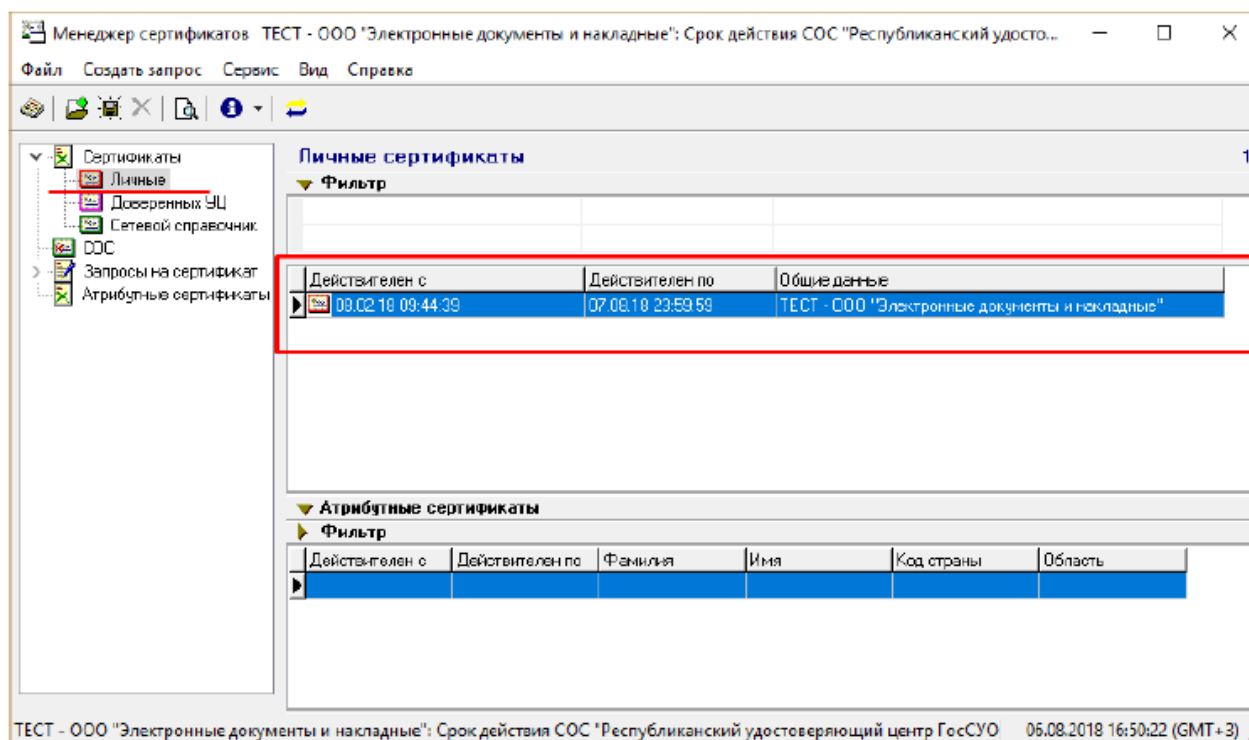 Менеджер сертификатов ТЕСТ - ООО "Электронные документы и накладные": Срок действия СОС "Республиканский удосто...
Файл Создать запрос Сервис Вид Справка
Сертификаты
Личные
Доверенных УЦ
Сетевой справочник
СОС
Запросы на сертификат
Атрибутные сертификаты
Личные сертификаты 1
Фильтр
Действителен с Действителен по Общие данные
08.02.18 09:44:39 07.08.18 23:59:59 ТЕСТ - ООО "Электронные документы и накладные"
Атрибутные сертификаты
Фильтр
Действителен с Действителен по Фамилия Имя Код страны Область
ТЕСТ - ООО "Электронные документы и накладные": Срок действия СОС "Республиканский удостоверяющий центр ГосСУО 06.08.2018 16:50:22 (GMT+3)